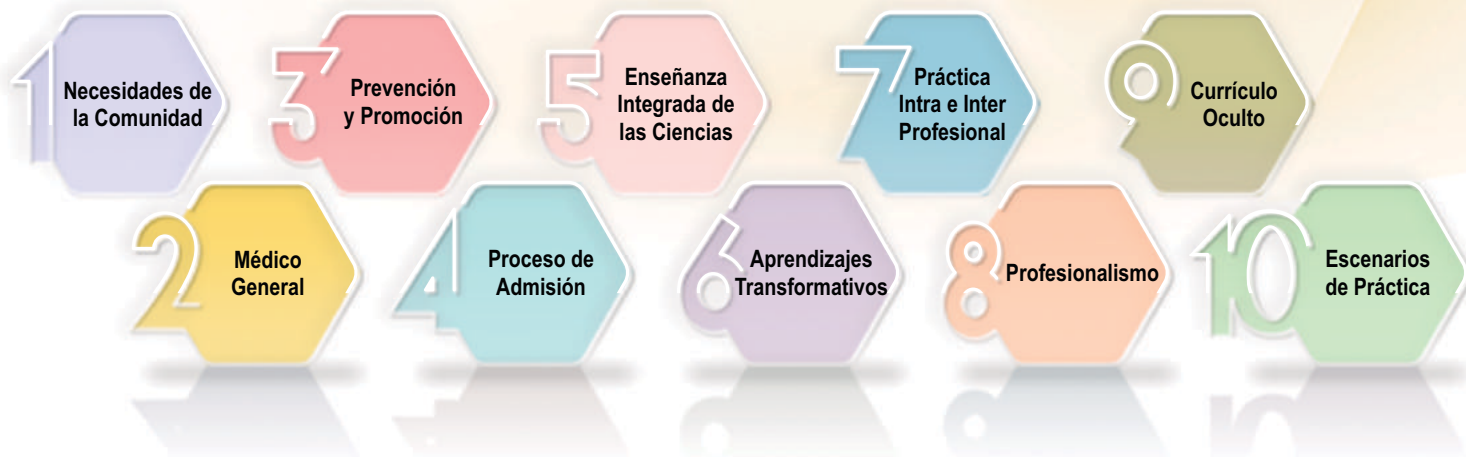 1
Necesidades de
la Comunidad
2
Médico
General
3
Prevención
y Promoción
4
Proceso de
Admisión
5
Enseñanza
Integrada de
las Ciencias
6
Aprendizajes
Transformativos
7
Práctica
Intra e Inter
Profesional
8
Profesionalismo
9
Currículo
Oculto
10
Escenarios
de Práctica